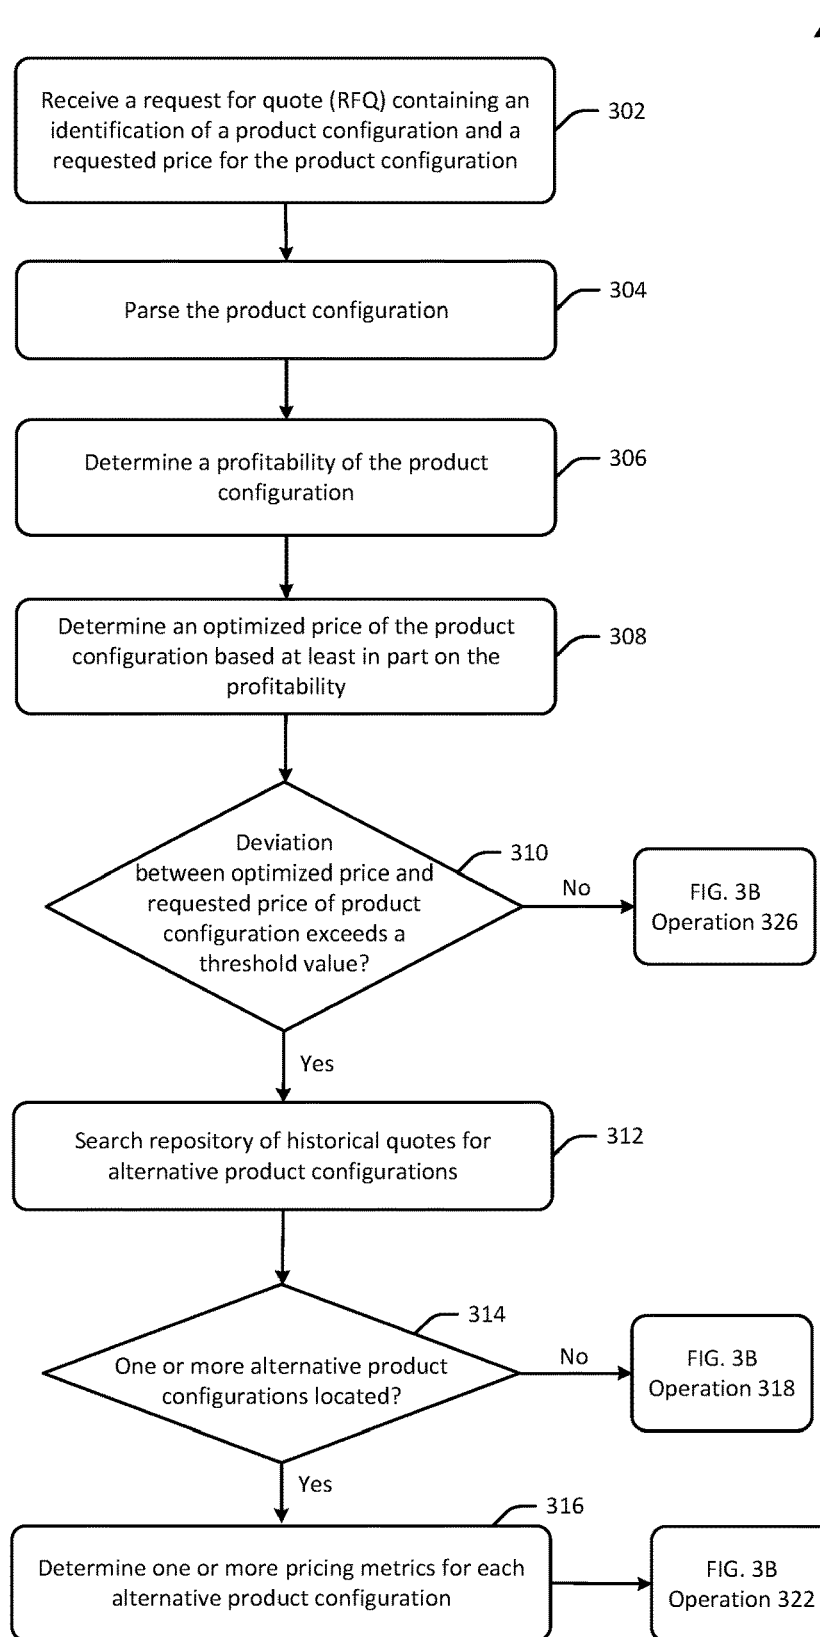 Receive a request for quote (RFQ) containing an
identification of a product configuration and a
requested price for the product configuration
302
Parse the product configuration
304
Determine a profitability of the product
configuration
306
Determine an optimized price of the product
configuration based at least in part on the
profitability
308
Deviation
between optimized price and
requested price of product
configuration exceeds a
threshold value?
310
No
FIG. 3B
Operation 326
Yes
Search repository of historical quotes for
alternative product configurations
312
One or more alternative product
configurations located?
314
No
FIG. 3B
Operation 318
Yes
Determine one or more pricing metrics for each
alternative product configuration
316
FIG. 3B
Operation 322